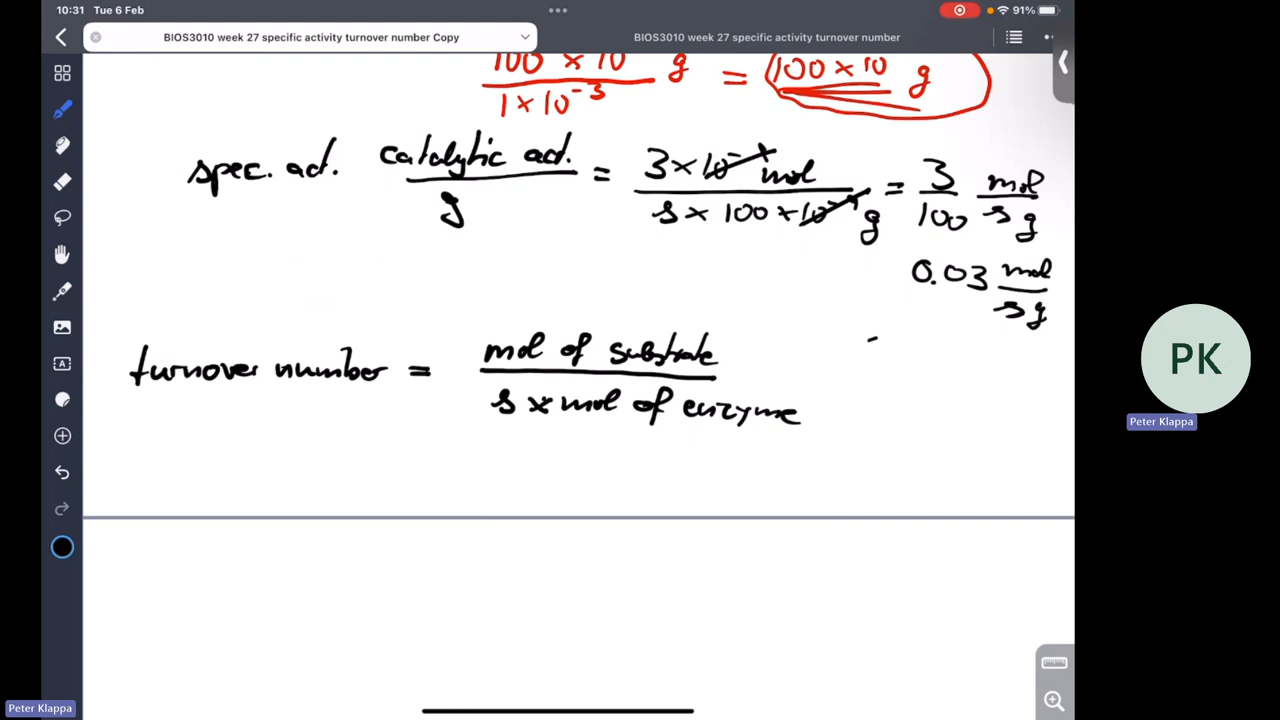 10:31 Tue 6 Feb
91%
BIOS3010 week 27 specific activity turnover number Copy
BIOS3010 week 27 specific activity turnover number
100 × 10 g = 100 × 10 g
1 × 10⁻³
spec. act. catalytic act. / g = 3 × 10 mol / s × 100 × 10 g = 3 / 100 mol / s g
0.03 mol / s g
turnover number = mol of substrate / s × mol of enzyme
PK
Peter Klappa
Peter Klappa